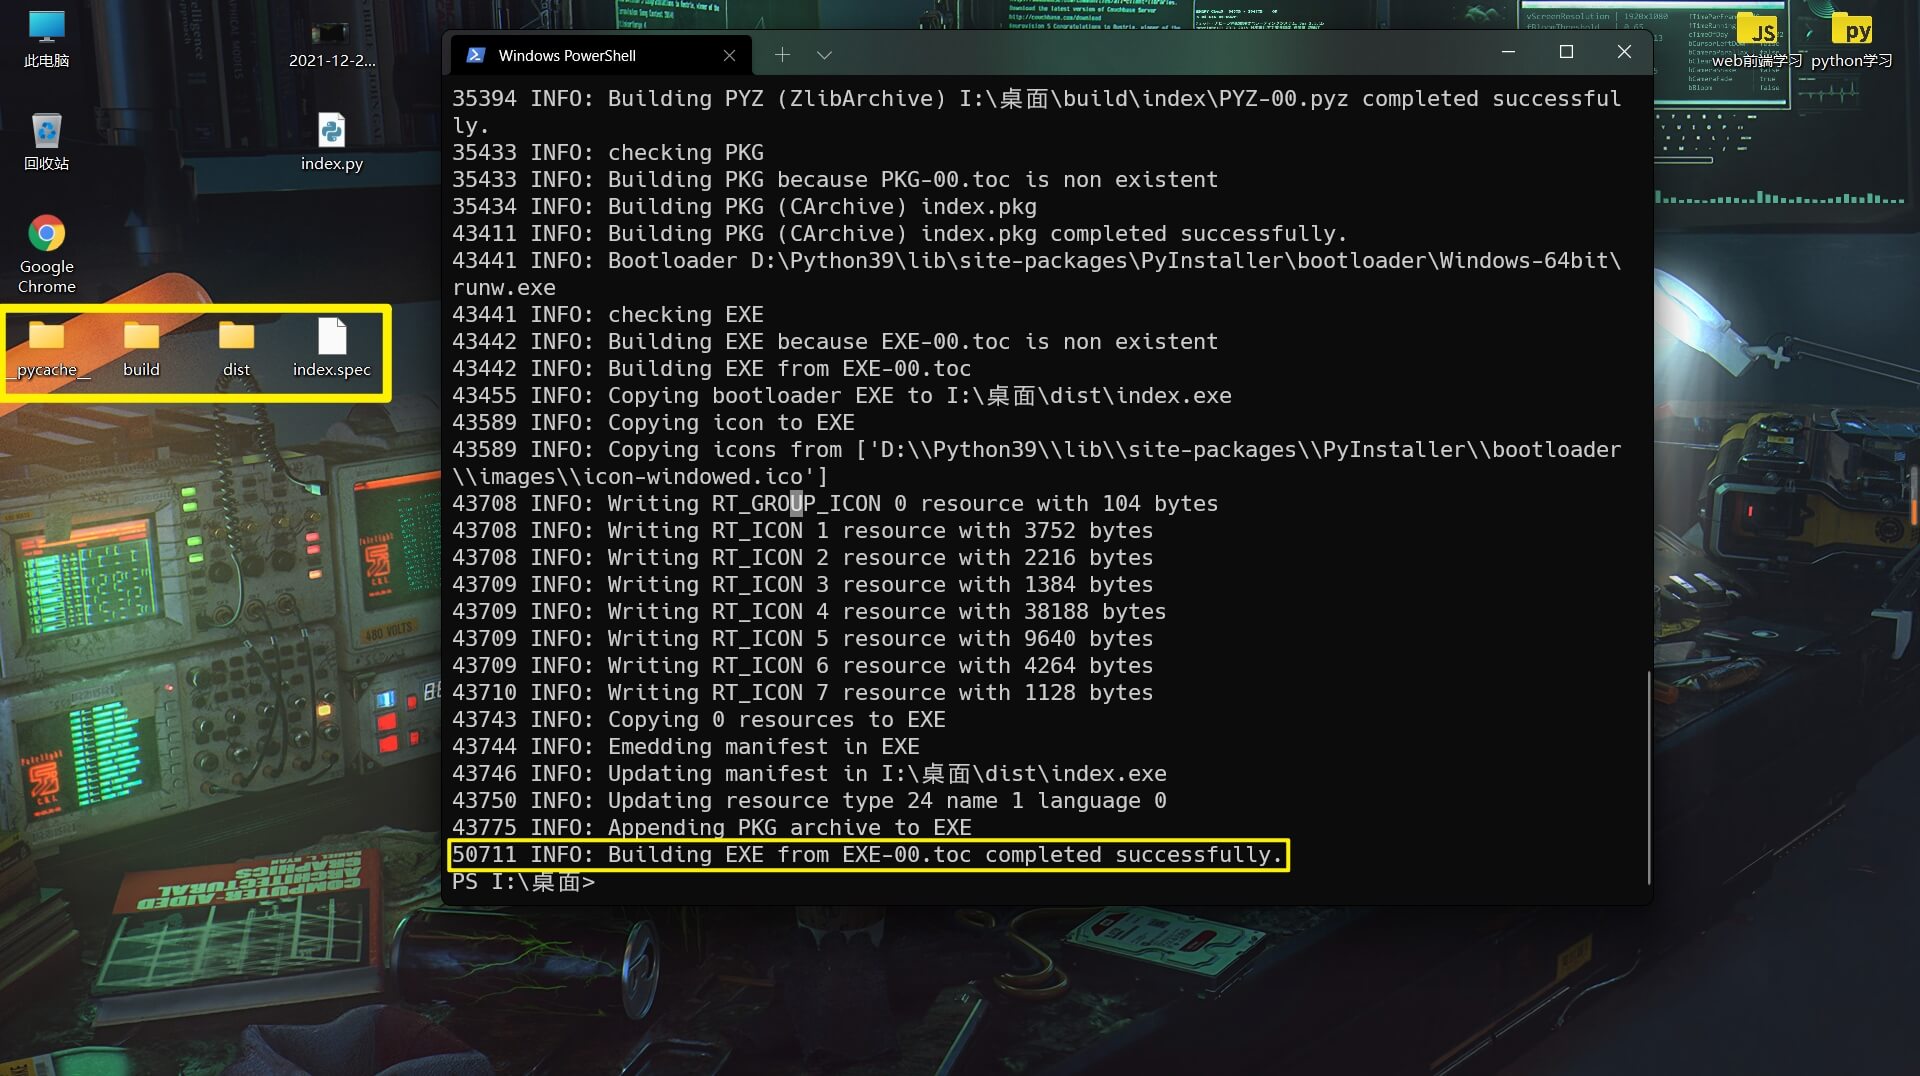 此电脑
2021-12-2...
回收站
index.py
Google
Chrome
__pycache__
build
dist
index.spec
web前端学习
python学习
JS
py
Windows PowerShell
35394 INFO: Building PYZ (ZlibArchive) I:\桌面\build\index\PYZ-00.pyz completed successful
ly.
35433 INFO: checking PKG
35433 INFO: Building PKG because PKG-00.toc is non existent
35434 INFO: Building PKG (CArchive) index.pkg
43411 INFO: Building PKG (CArchive) index.pkg completed successfully.
43441 INFO: Bootloader D:\Python39\lib\site-packages\PyInstaller\bootloader\Windows-64bit\
runw.exe
43441 INFO: checking EXE
43442 INFO: Building EXE because EXE-00.toc is non existent
43442 INFO: Building EXE from EXE-00.toc
43455 INFO: Copying bootloader EXE to I:\桌面\dist\index.exe
43589 INFO: Copying icon to EXE
43589 INFO: Copying icons from ['D:\\Python39\\lib\\site-packages\\PyInstaller\\bootloader
\\images\\icon-windowed.ico']
43708 INFO: Writing RT_GROUP_ICON 0 resource with 104 bytes
43708 INFO: Writing RT_ICON 1 resource with 3752 bytes
43708 INFO: Writing RT_ICON 2 resource with 2216 bytes
43709 INFO: Writing RT_ICON 3 resource with 1384 bytes
43709 INFO: Writing RT_ICON 4 resource with 38188 bytes
43709 INFO: Writing RT_ICON 5 resource with 9640 bytes
43709 INFO: Writing RT_ICON 6 resource with 4264 bytes
43710 INFO: Writing RT_ICON 7 resource with 1128 bytes
43743 INFO: Copying 0 resources to EXE
43744 INFO: Emedding manifest in EXE
43746 INFO: Updating manifest in I:\桌面\dist\index.exe
43750 INFO: Updating resource type 24 name 1 language 0
43775 INFO: Appending PKG archive to EXE
50711 INFO: Building EXE from EXE-00.toc completed successfully.
PS I:\桌面>
480 VOLTS
COMPUTER-AIDED
ARCHITECTURAL
GRAPHICS